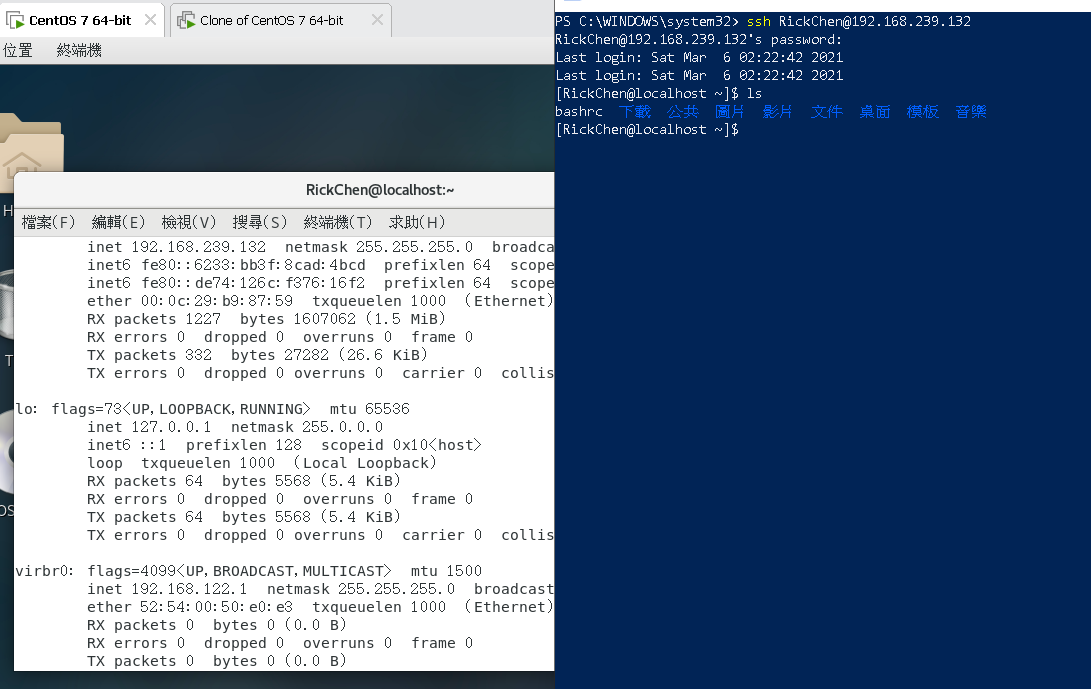 CentOS 7 64-bit
Clone of CentOS 7 64-bit
位置 終端機
RickChen@localhost:~
檔案(F) 編輯(E) 檢視(V) 搜尋(S) 終端機(T) 求助(H)
inet 192.168.239.132 netmask 255.255.255.0 broadca
inet6 fe80::6233:bb3f:8cad:4bcd prefixlen 64 scope
inet6 fe80::de74:126c:f376:16f2 prefixlen 64 scope
ether 00:0c:29:b9:87:59 txqueuelen 1000 (Ethernet)
RX packets 1227 bytes 1607062 (1.5 MiB)
RX errors 0 dropped 0 overruns 0 frame 0
TX packets 332 bytes 27282 (26.6 KiB)
TX errors 0 dropped 0 overruns 0 carrier 0 collis
lo: flags=73<UP,LOOPBACK,RUNNING> mtu 65536
inet 127.0.0.1 netmask 255.0.0.0
inet6 ::1 prefixlen 128 scopeid 0x10<host>
loop txqueuelen 1000 (Local Loopback)
RX packets 64 bytes 5568 (5.4 KiB)
RX errors 0 dropped 0 overruns 0 frame 0
TX packets 64 bytes 5568 (5.4 KiB)
TX errors 0 dropped 0 overruns 0 carrier 0 collis
virbr0: flags=4099<UP,BROADCAST,MULTICAST> mtu 1500
inet 192.168.122.1 netmask 255.255.255.0 broadcast
ether 52:54:00:50:e0:e3 txqueuelen 1000 (Ethernet)
RX packets 0 bytes 0 (0.0 B)
RX errors 0 dropped 0 overruns 0 frame 0
TX packets 0 bytes 0 (0.0 B)
PS C:\WINDOWS\system32> ssh RickChen@192.168.239.132
RickChen@192.168.239.132's password:
Last login: Sat Mar 6 02:22:42 2021
Last login: Sat Mar 6 02:22:42 2021
[RickChen@localhost ~]$ ls
bashrc 下載 公共 圖片 影片 文件 桌面 模板 音樂
[RickChen@localhost ~]$